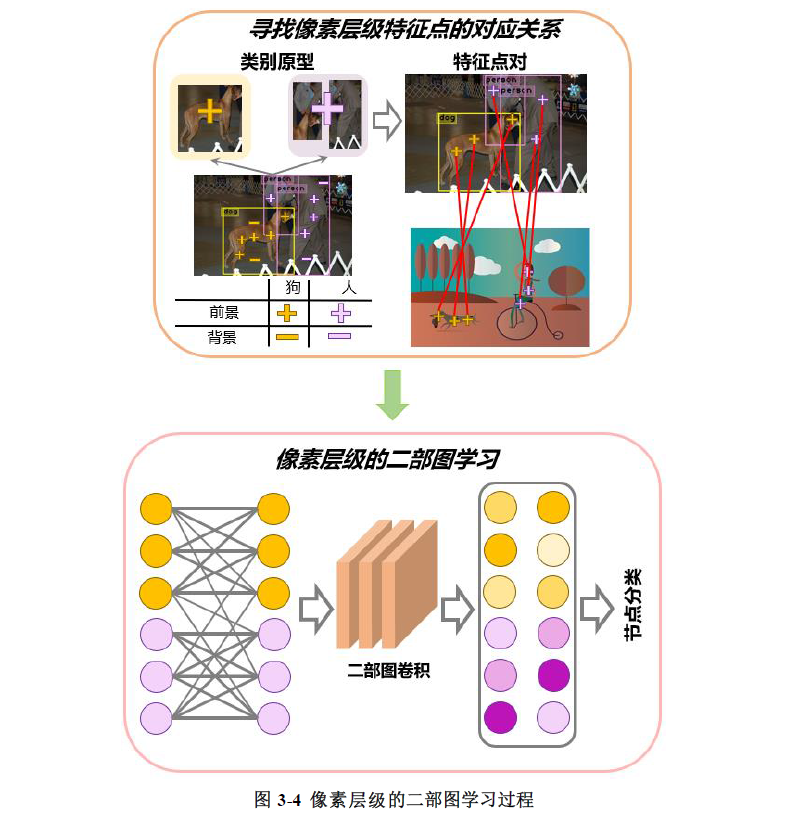 寻找像素层级特征点的对应关系
类别原型
特征点对
person
person
dog
person
person
dog
狗 人
前景
背景
像素层级的二部图学习
二部图卷积
节点分类
图 3-4 像素层级的二部图学习过程